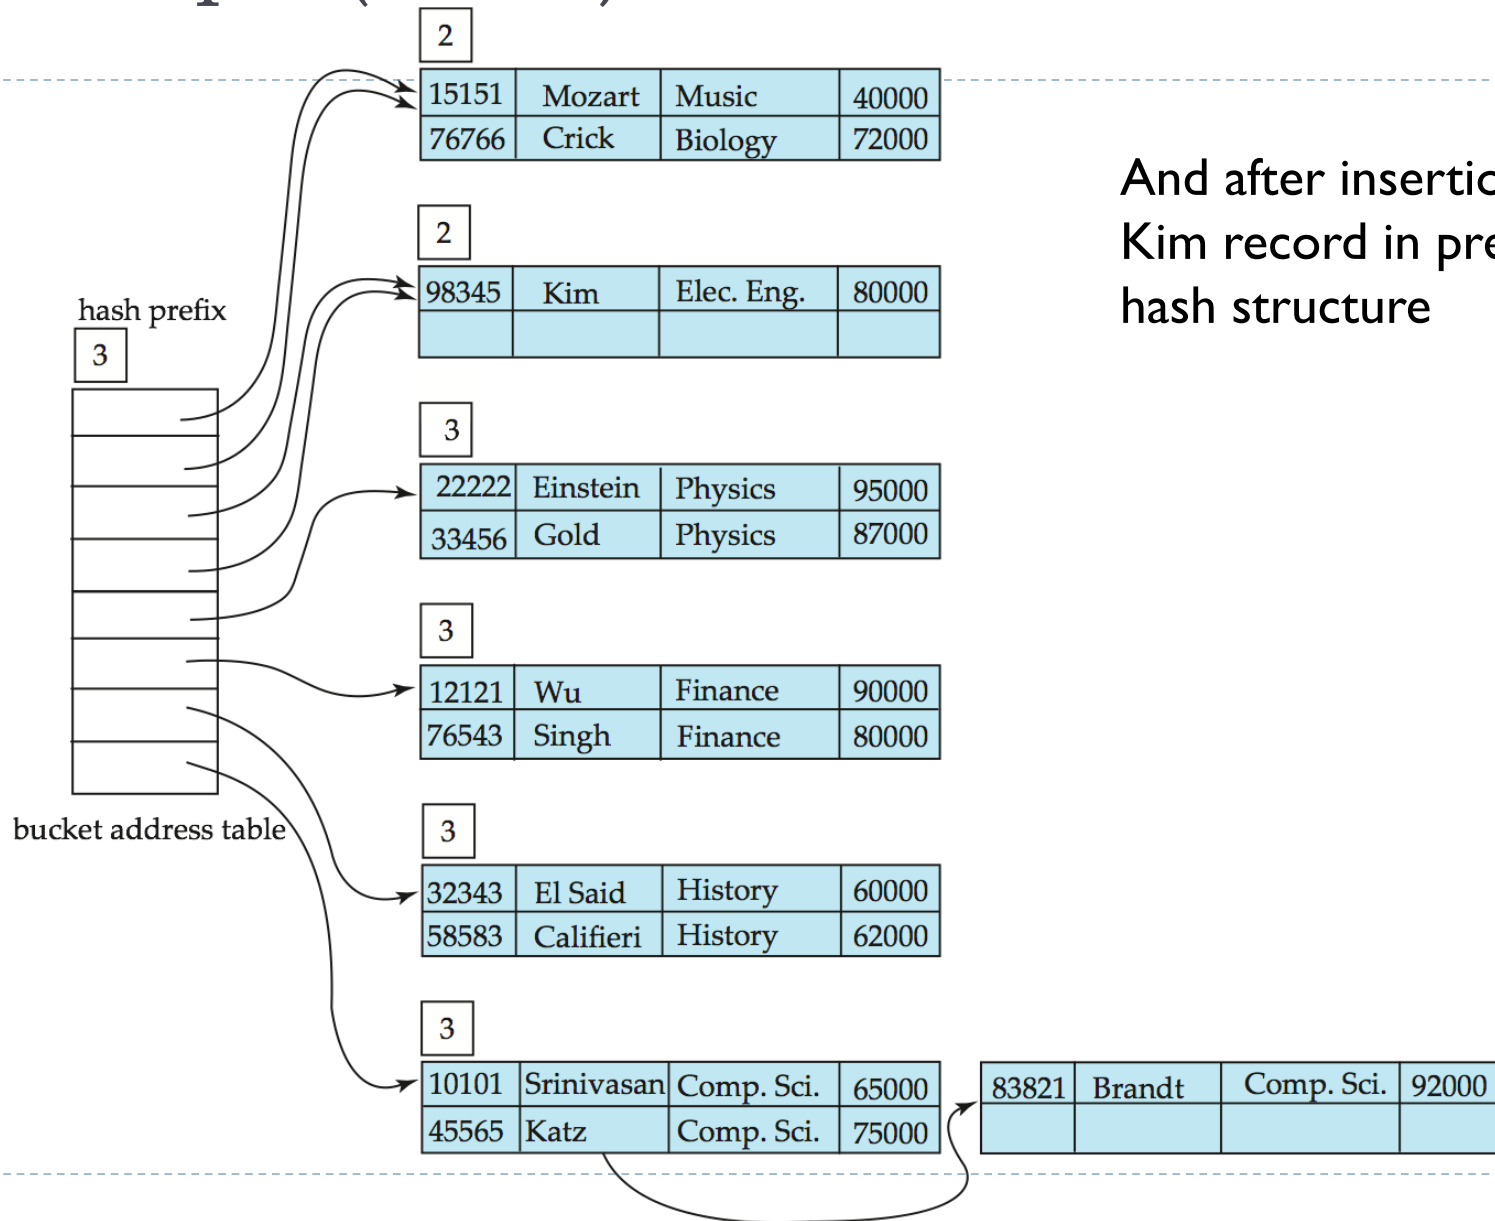 2
15151 Mozart Music 40000
76766 Crick Biology 72000
And after insertio
Kim record in pre
hash structure
2
98345 Kim Elec. Eng. 80000
hash prefix
3
3
22222 Einstein Physics 95000
33456 Gold Physics 87000
3
12121 Wu Finance 90000
76543 Singh Finance 80000
bucket address table
3
32343 El Said History 60000
58583 Califieri History 62000
3
10101 Srinivasan Comp. Sci. 65000
45565 Katz Comp. Sci. 75000
83821 Brandt Comp. Sci. 92000